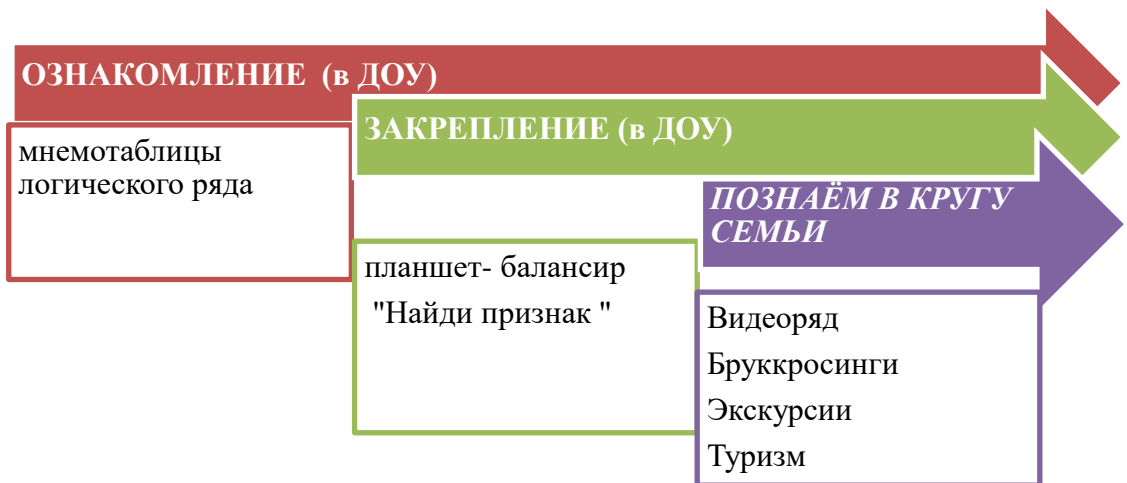 ОЗНАКОМЛЕНИЕ (в ДОУ)
мнемотаблицы
логического ряда
ЗАКРЕПЛЕНИЕ (в ДОУ)
планшет- балансир
"Найди признак "
ПОЗНАЁМ В КРУГУ
СЕМЬИ
Видеоряд
Бруккросинги
Экскурсии
Туризм